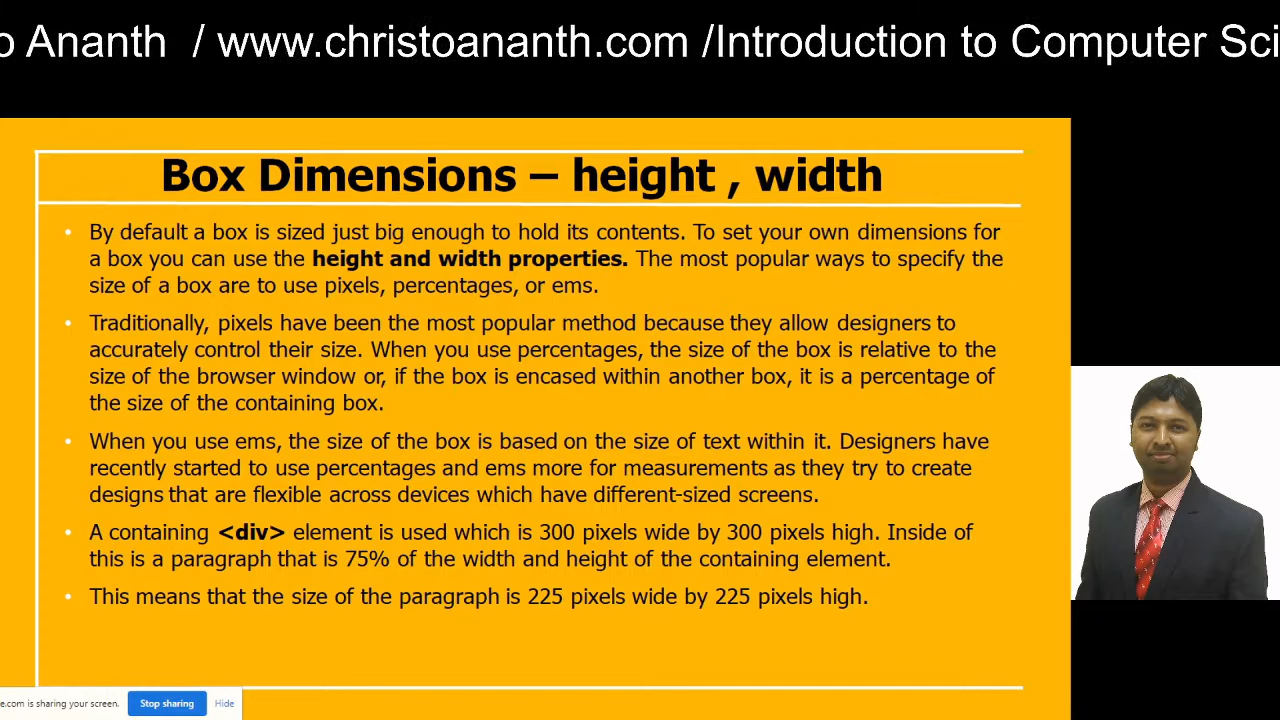 o Ananth / www.christoananth.com /Introduction to Computer Sci
Box Dimensions – height , width
• By default a box is sized just big enough to hold its contents. To set your own dimensions for
a box you can use the height and width properties. The most popular ways to specify the
size of a box are to use pixels, percentages, or ems.
• Traditionally, pixels have been the most popular method because they allow designers to
accurately control their size. When you use percentages, the size of the box is relative to the
size of the browser window or, if the box is encased within another box, it is a percentage of
the size of the containing box.
• When you use ems, the size of the box is based on the size of text within it. Designers have
recently started to use percentages and ems more for measurements as they try to create
designs that are flexible across devices which have different-sized screens.
• A containing <div> element is used which is 300 pixels wide by 300 pixels high. Inside of
this is a paragraph that is 75% of the width and height of the containing element.
• This means that the size of the paragraph is 225 pixels wide by 225 pixels high.
e.com is sharing your screen. Stop sharing Hide